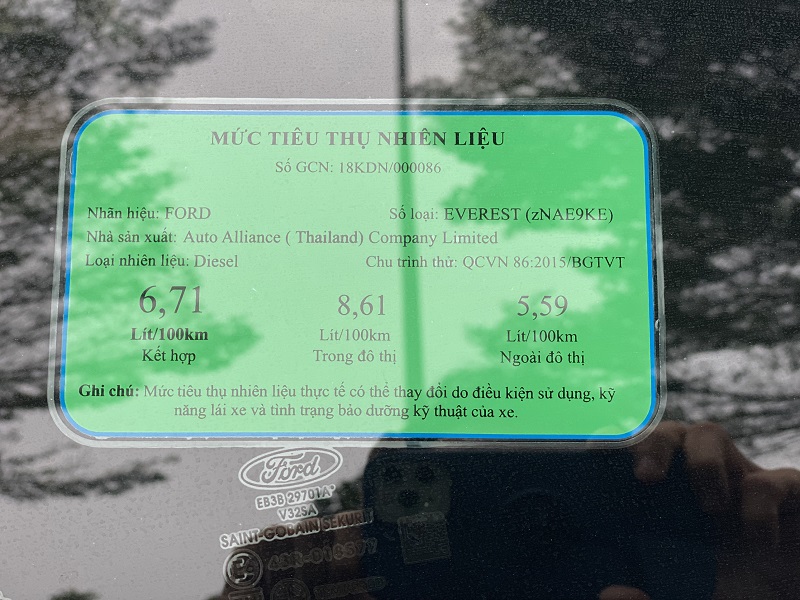 MỨC TIÊU THỤ NHIÊN LIỆU
Số GCN: 18KDN/000086
Nhãn hiệu: FORD Số loại: EVEREST (zNAE9KE)
Nhà sản xuất: Auto Alliance ( Thailand) Company Limited
Loại nhiên liệu: Diesel Chu trình thử: QCVN 86:2015/BGTVT
6,71 8,61 5,59
Lít/100km Lít/100km Lít/100km
Kết hợp Trong đô thị Ngoài đô thị
Ghi chú: Mức tiêu thụ nhiên liệu thực tế có thể thay đổi do điều kiện sử dụng, kỹ
năng lái xe và tình trạng bảo dưỡng kỹ thuật của xe.
Ford
EB3B 29701A*
V32SA
SAINT-GOBAIN SEKURIT